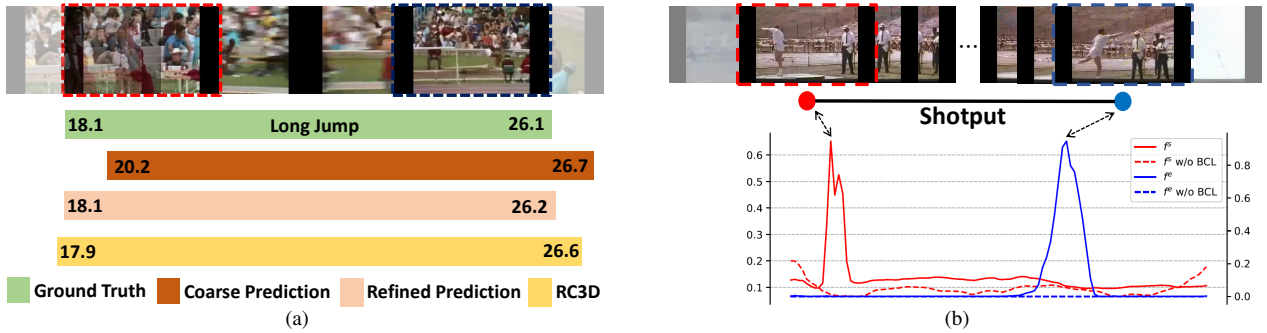 18.1 Long Jump 26.1
20.2 26.7
18.1 26.2
17.9 26.6
Ground Truth Coarse Prediction Refined Prediction RC3D
(a)
...
Shotput
0.6
0.5
0.4
0.3
0.2
0.1
f^s
f^s w/o BCL
f^e
f^e w/o BCL
0.8
0.6
0.4
0.2
0.0
(b)